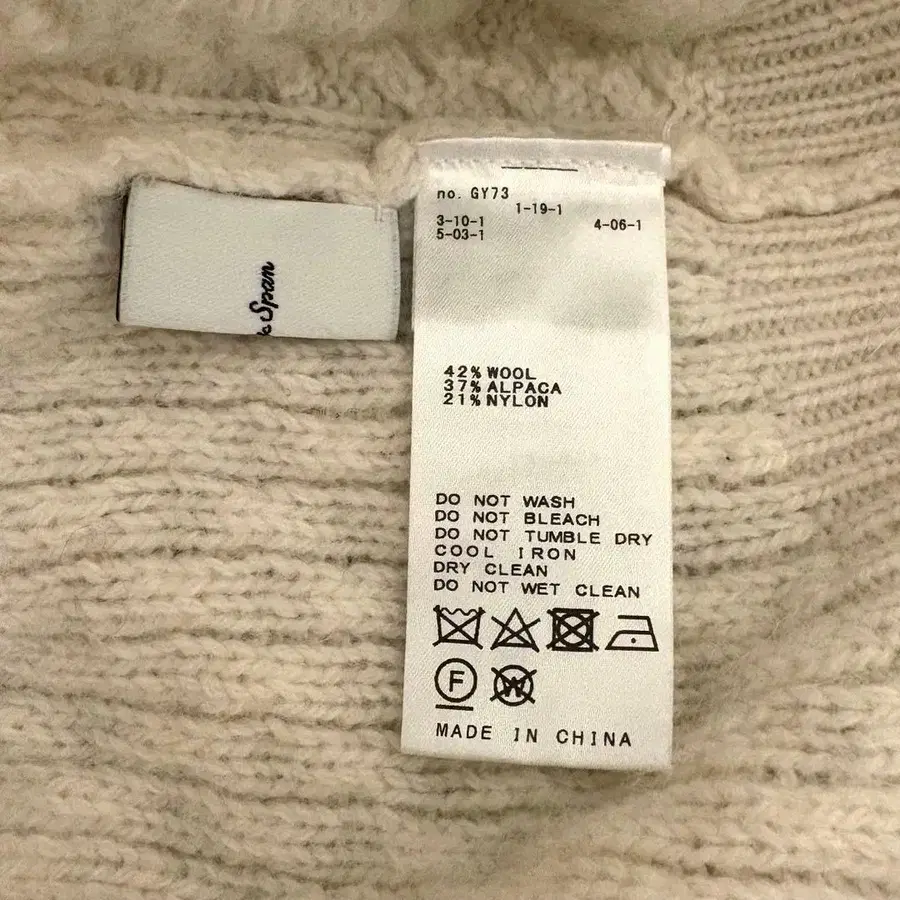 Span
no. GY73
1-19-1
3-10-1 4-06-1
5-03-1
42% WOOL
37% ALPACA
21% NYLON
DO NOT WASH
DO NOT BLEACH
DO NOT TUMBLE DRY
COOL IRON
DRY CLEAN
DO NOT WET CLEAN
F W
MADE IN CHINA